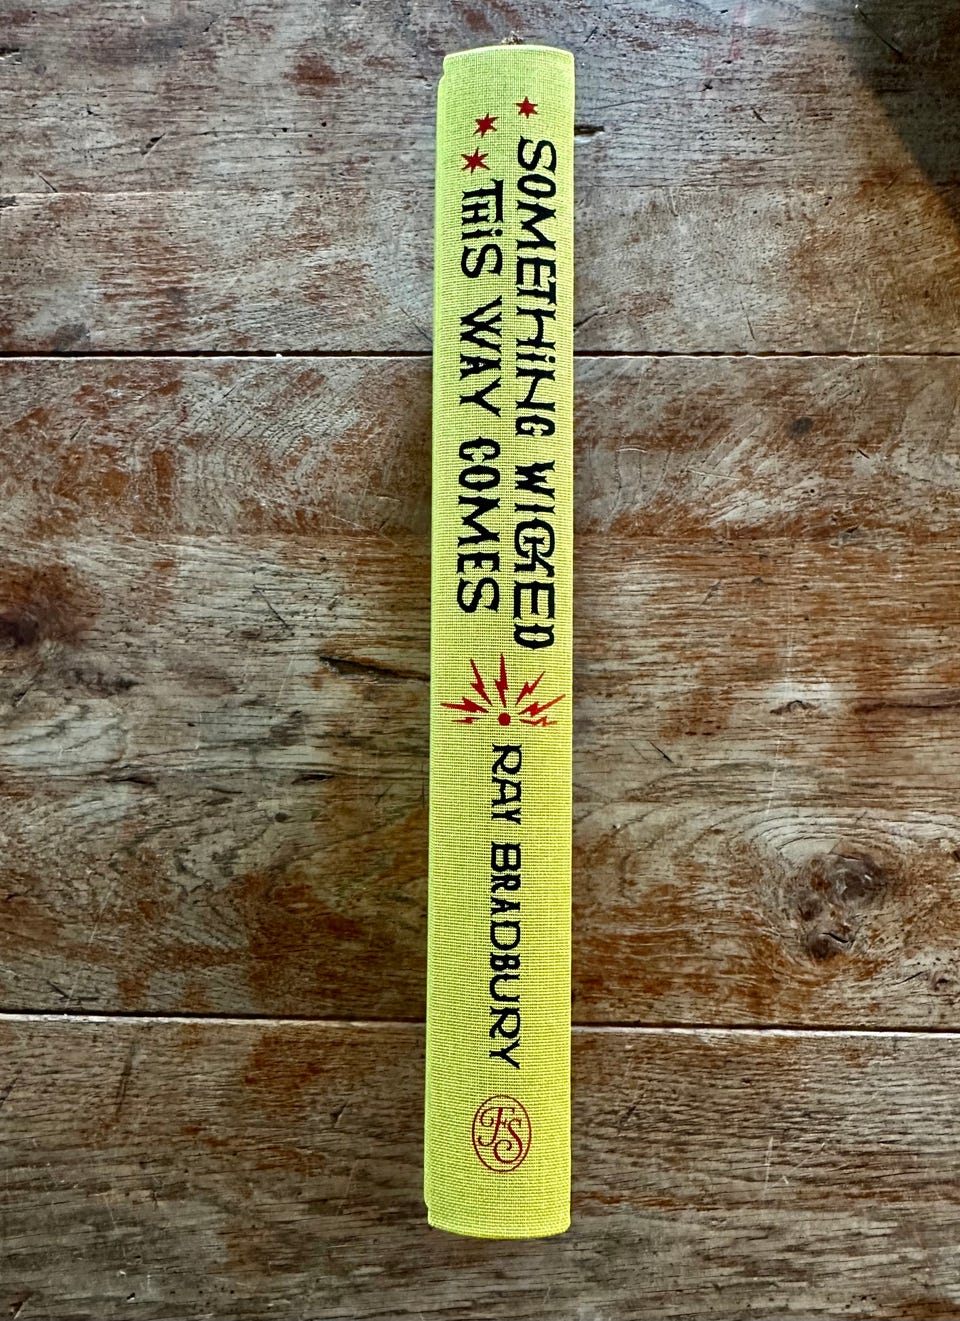 SOMETHiNG WICKED
THiS WAY COMES
RAY BRADBURY
FS